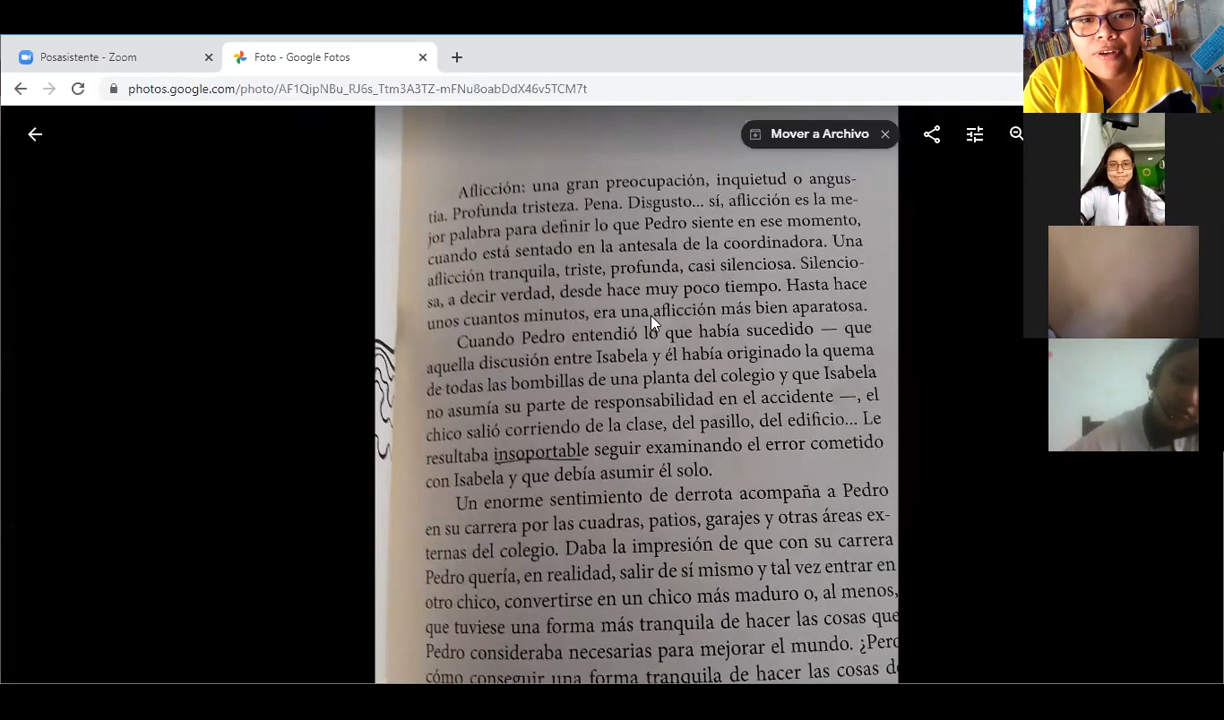 Posasistente - Zoom
Foto - Google Fotos
photos.google.com/photo/AF1QipNBu_RJ6s_Ttm3A3TZ-mFNu8oabDdX46v5TCM7t
Mover a Archivo
Aflicción: una gran preocupación, inquietud o angus-
tia. Profunda tristeza. Pena. Disgusto... sí, aflicción es la me-
jor palabra para definir lo que Pedro siente en ese momento,
cuando está sentado en la antesala de la coordinadora. Una
aflicción tranquila, triste, profunda, casi silenciosa. Silencio-
sa, a decir verdad, desde hace muy poco tiempo. Hasta hace
unos cuantos minutos, era una aflicción más bien aparatosa.
Cuando Pedro entendió lo que había sucedido — que
aquella discusión entre Isabela y él había originado la quema
de todas las bombillas de una planta del colegio y que Isabela
no asumía su parte de responsabilidad en el accidente —, el
chico salió corriendo de la clase, del pasillo, del edificio... Le
resultaba insoportable seguir examinando el error cometido
con Isabela y que debía asumir él solo.
Un enorme sentimiento de derrota acompaña a Pedro
en su carrera por las cuadras, patios, garajes y otras áreas ex-
ternas del colegio. Daba la impresión de que con su carrera
Pedro quería, en realidad, salir de sí mismo y tal vez entrar en
otro chico, convertirse en un chico más maduro o, al menos,
que tuviese una forma más tranquila de hacer las cosas que
Pedro consideraba necesarias para mejorar el mundo. ¿Pero
cómo conseguir una forma tranquila de hacer las cosas de